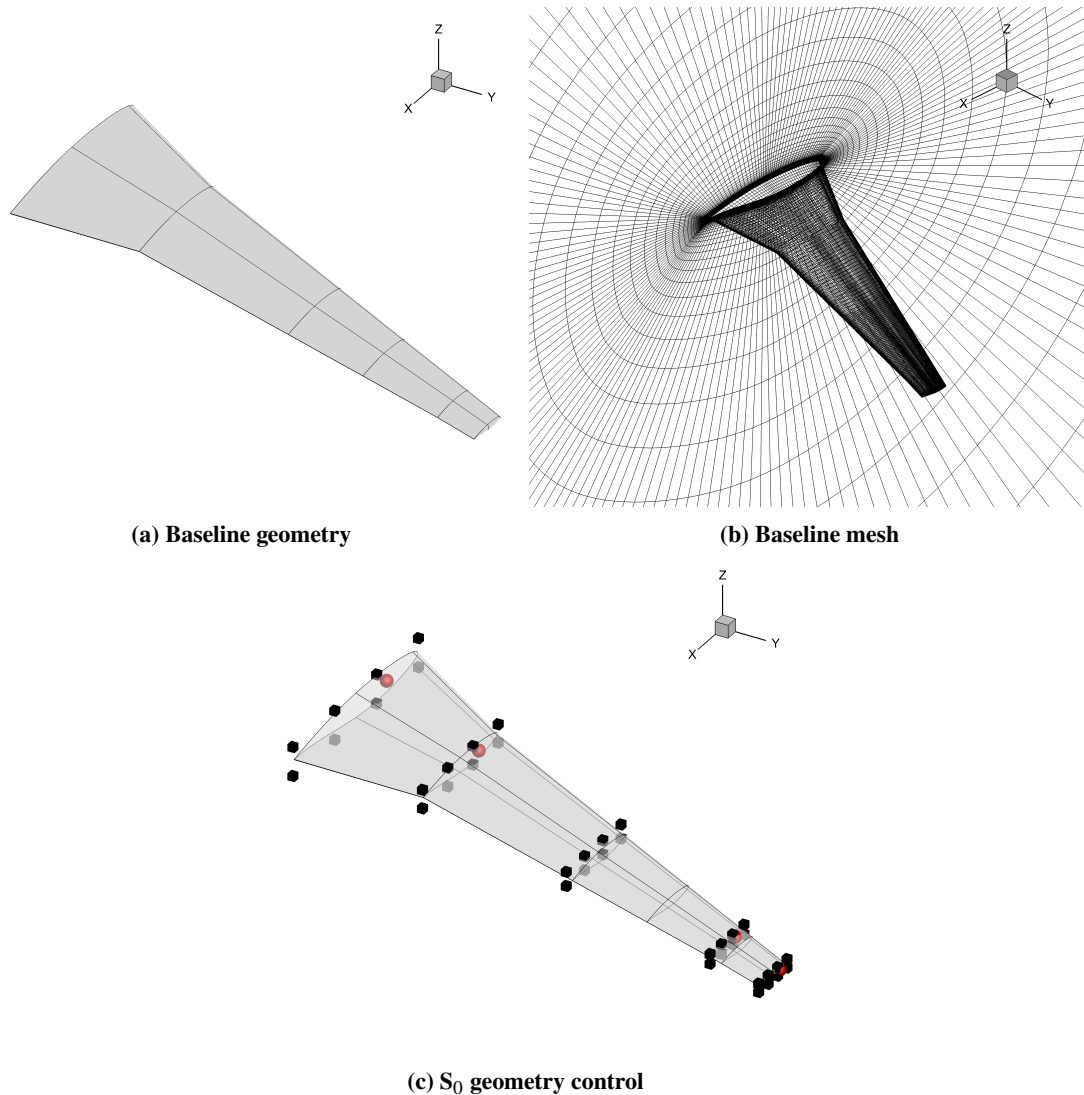 Z
X
Y
Z
X
Y
(a) Baseline geometry
(b) Baseline mesh
Z
X
Y
(c) S₀ geometry control